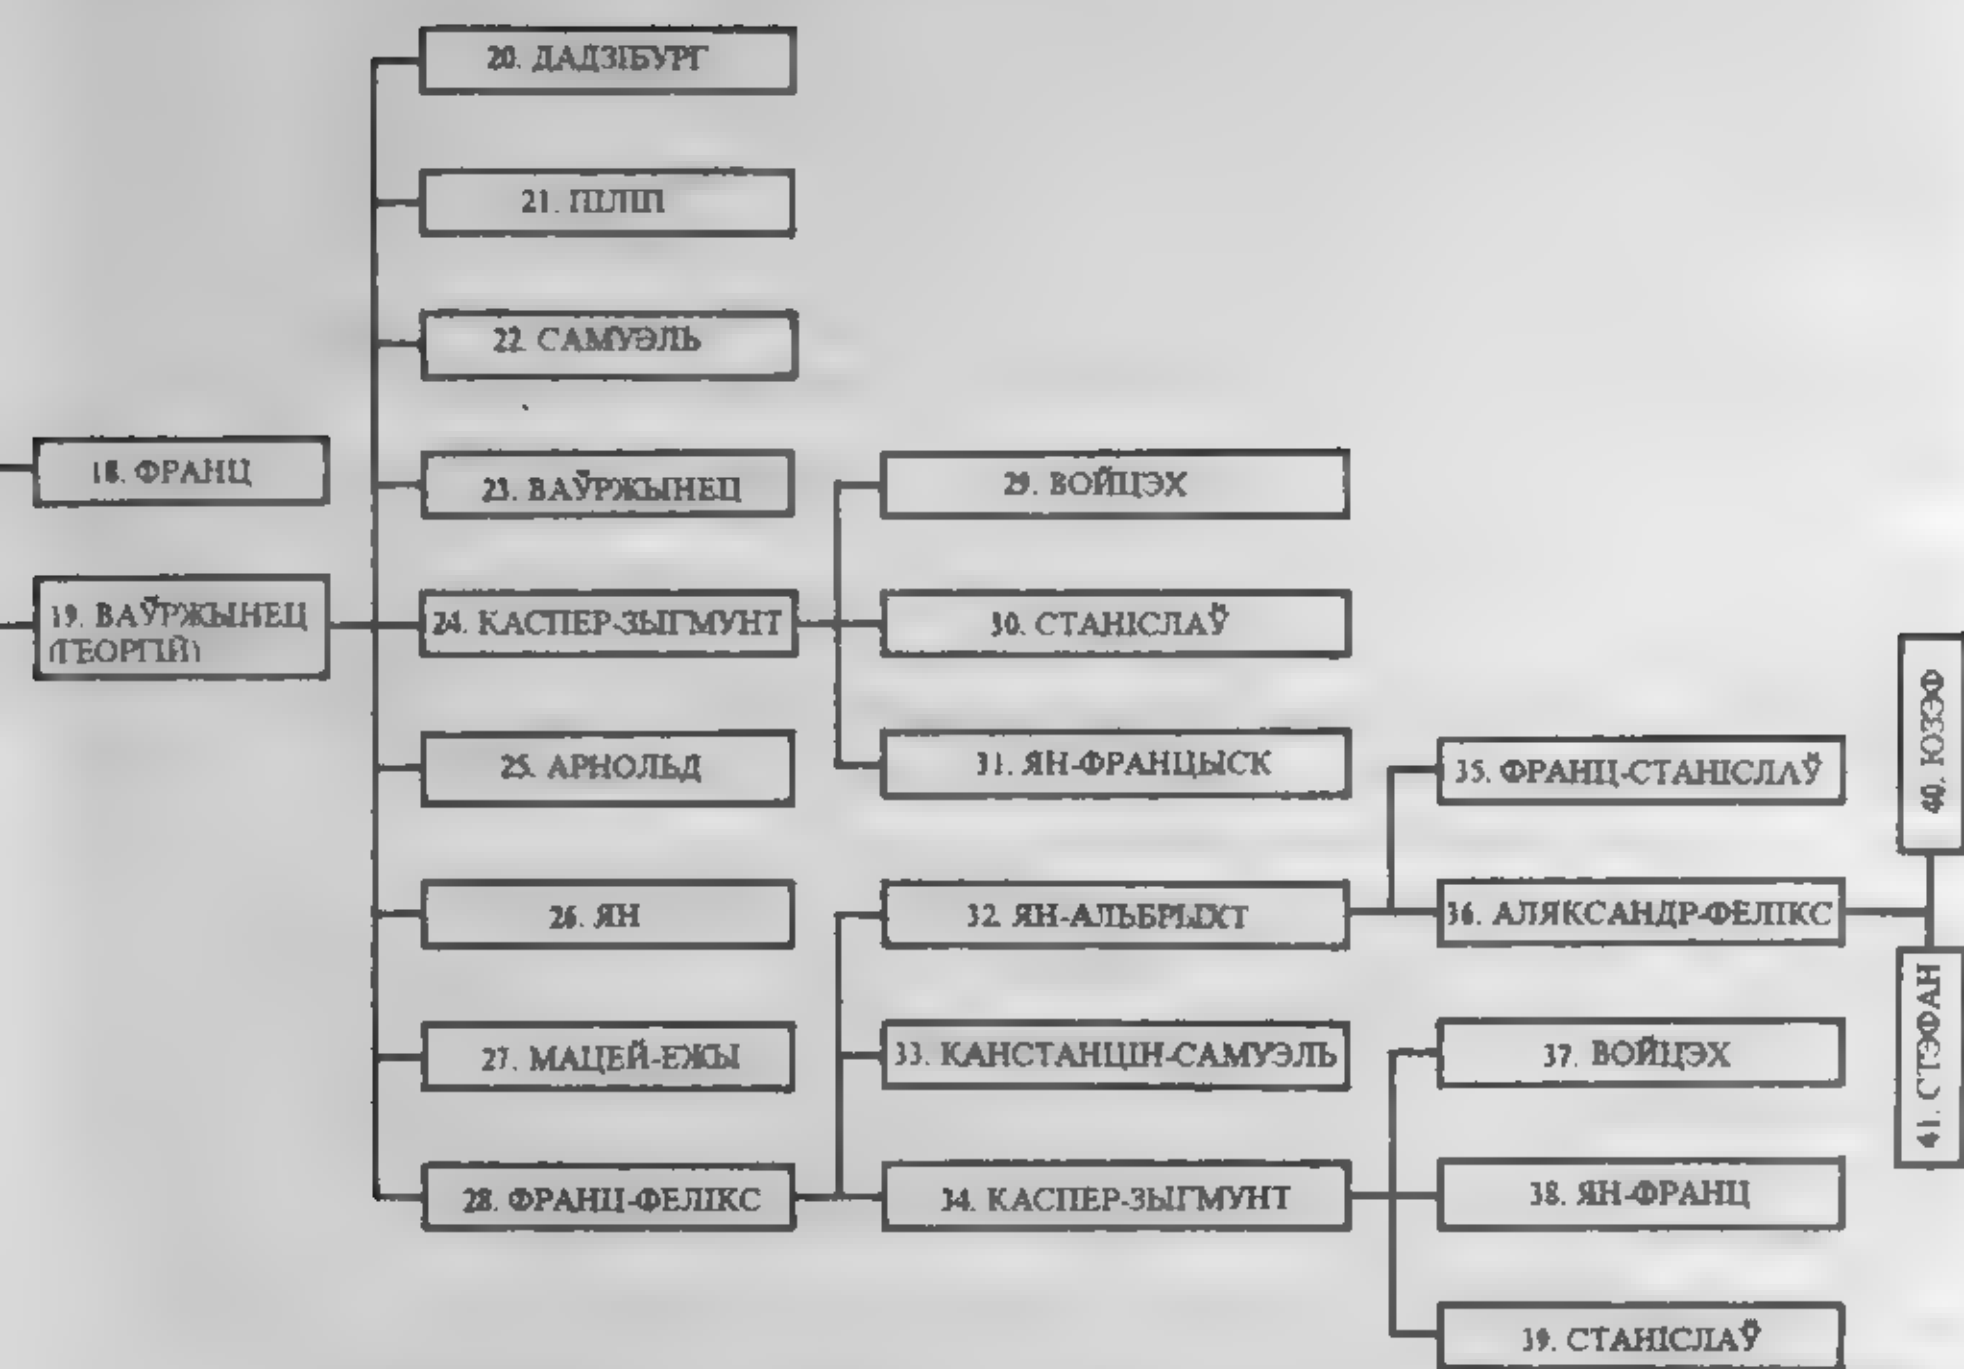 20. ДАДЗІБУРГ
21. ПІЛІП
22. САМУЭЛЬ
18. ФРАНЦ
23. ВАЎРЖЫНЕЦ
29. ВОЙЦЭХ
19. ВАЎРЖЫНЕЦ
(ГЕОРГІЙ)
24. КАСПЕР-ЗЫГМУНТ
30. СТАНІСЛАЎ
25. АРНОЛЬД
31. ЯН-ФРАНЦЫСК
35. ФРАНЦ-СТАНІСЛАЎ
40. ЮЗЭФ
26. ЯН
32. ЯН-АЛЬБРЫХТ
36. АЛЯКСАНДР-ФЕЛІКС
27. МАЦЕЙ-ЕЖЫ
33. КАНСТАНЦІН-САМУЭЛЬ
37. ВОЙЦЭХ
41. СТЭФАН
28. ФРАНЦ-ФЕЛІКС
34. КАСПЕР-ЗЫГМУНТ
38. ЯН-ФРАНЦ
39. СТАНІСЛАЎ